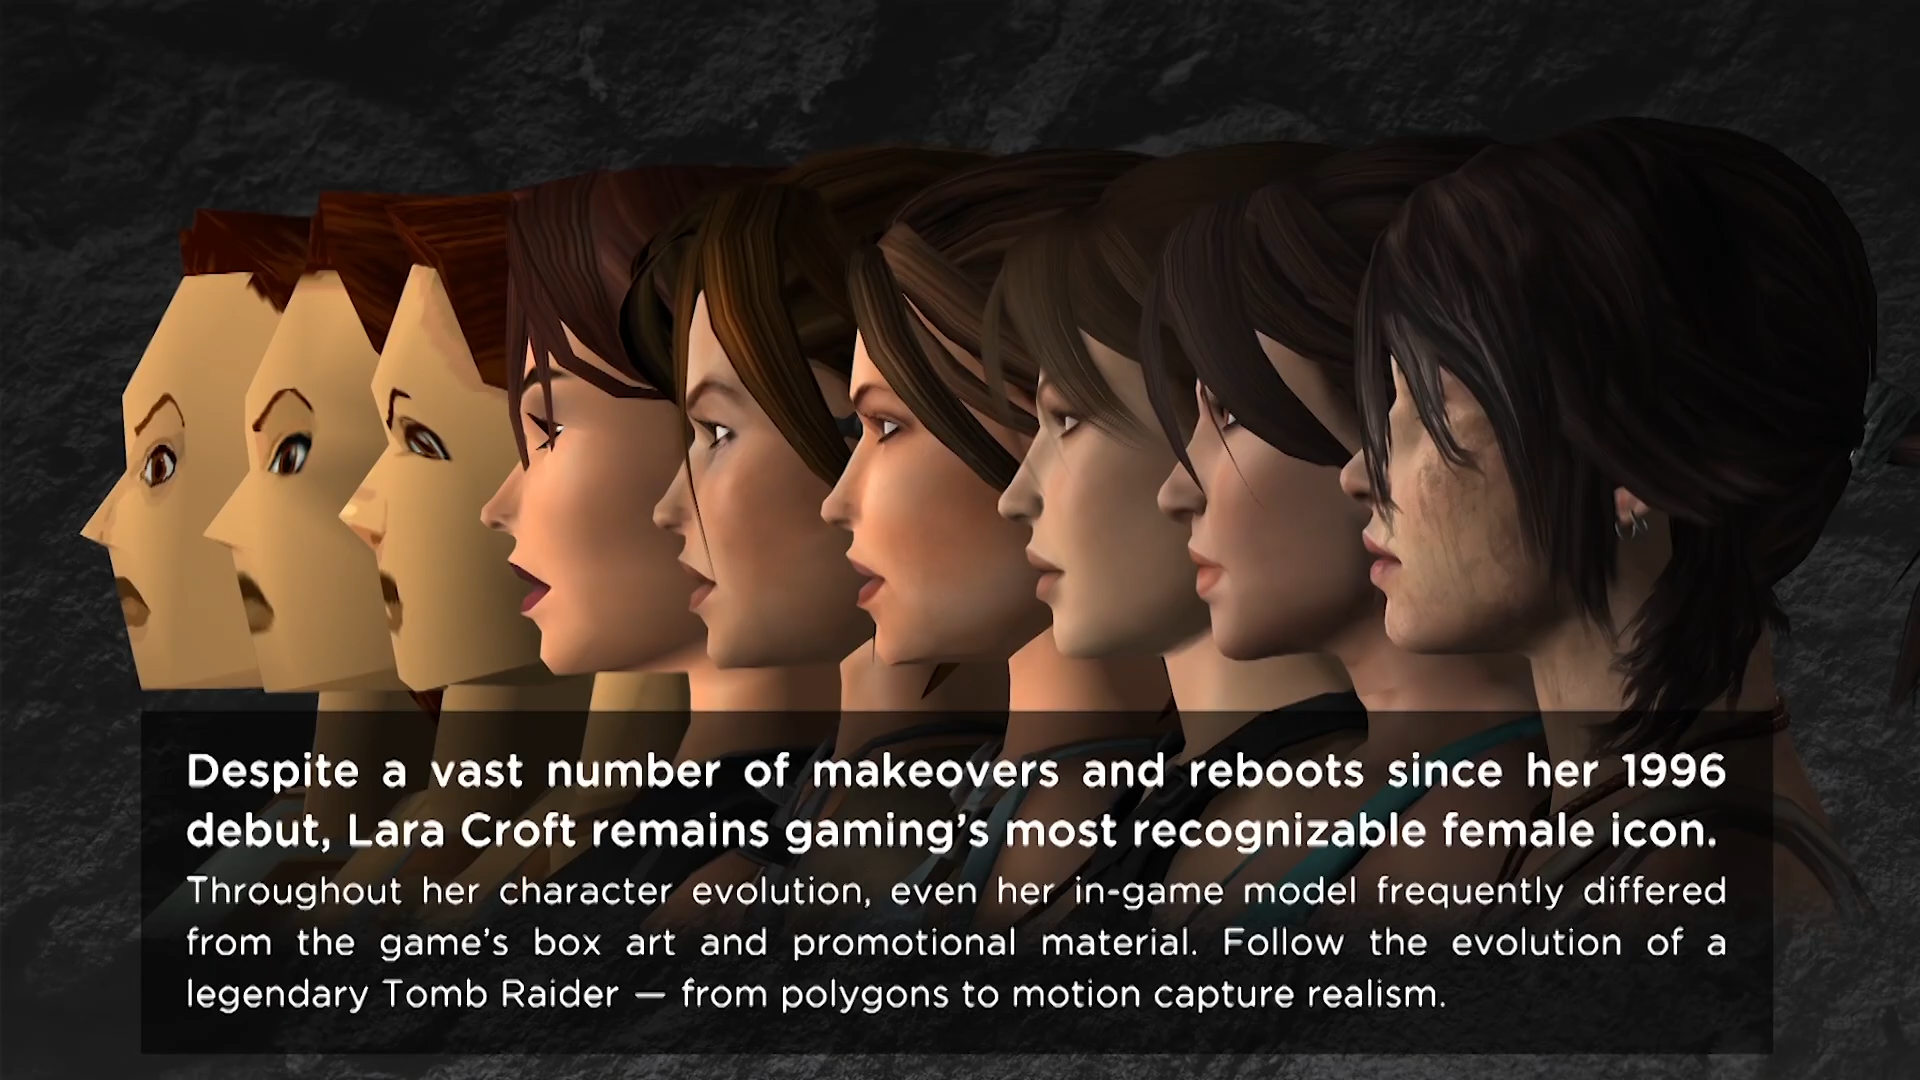 Despite a vast number of makeovers and reboots since her 1996
debut, Lara Croft remains gaming’s most recognizable female icon.
Throughout her character evolution, even her in-game model frequently differed
from the game’s box art and promotional material. Follow the evolution of a
legendary Tomb Raider — from polygons to motion capture realism.